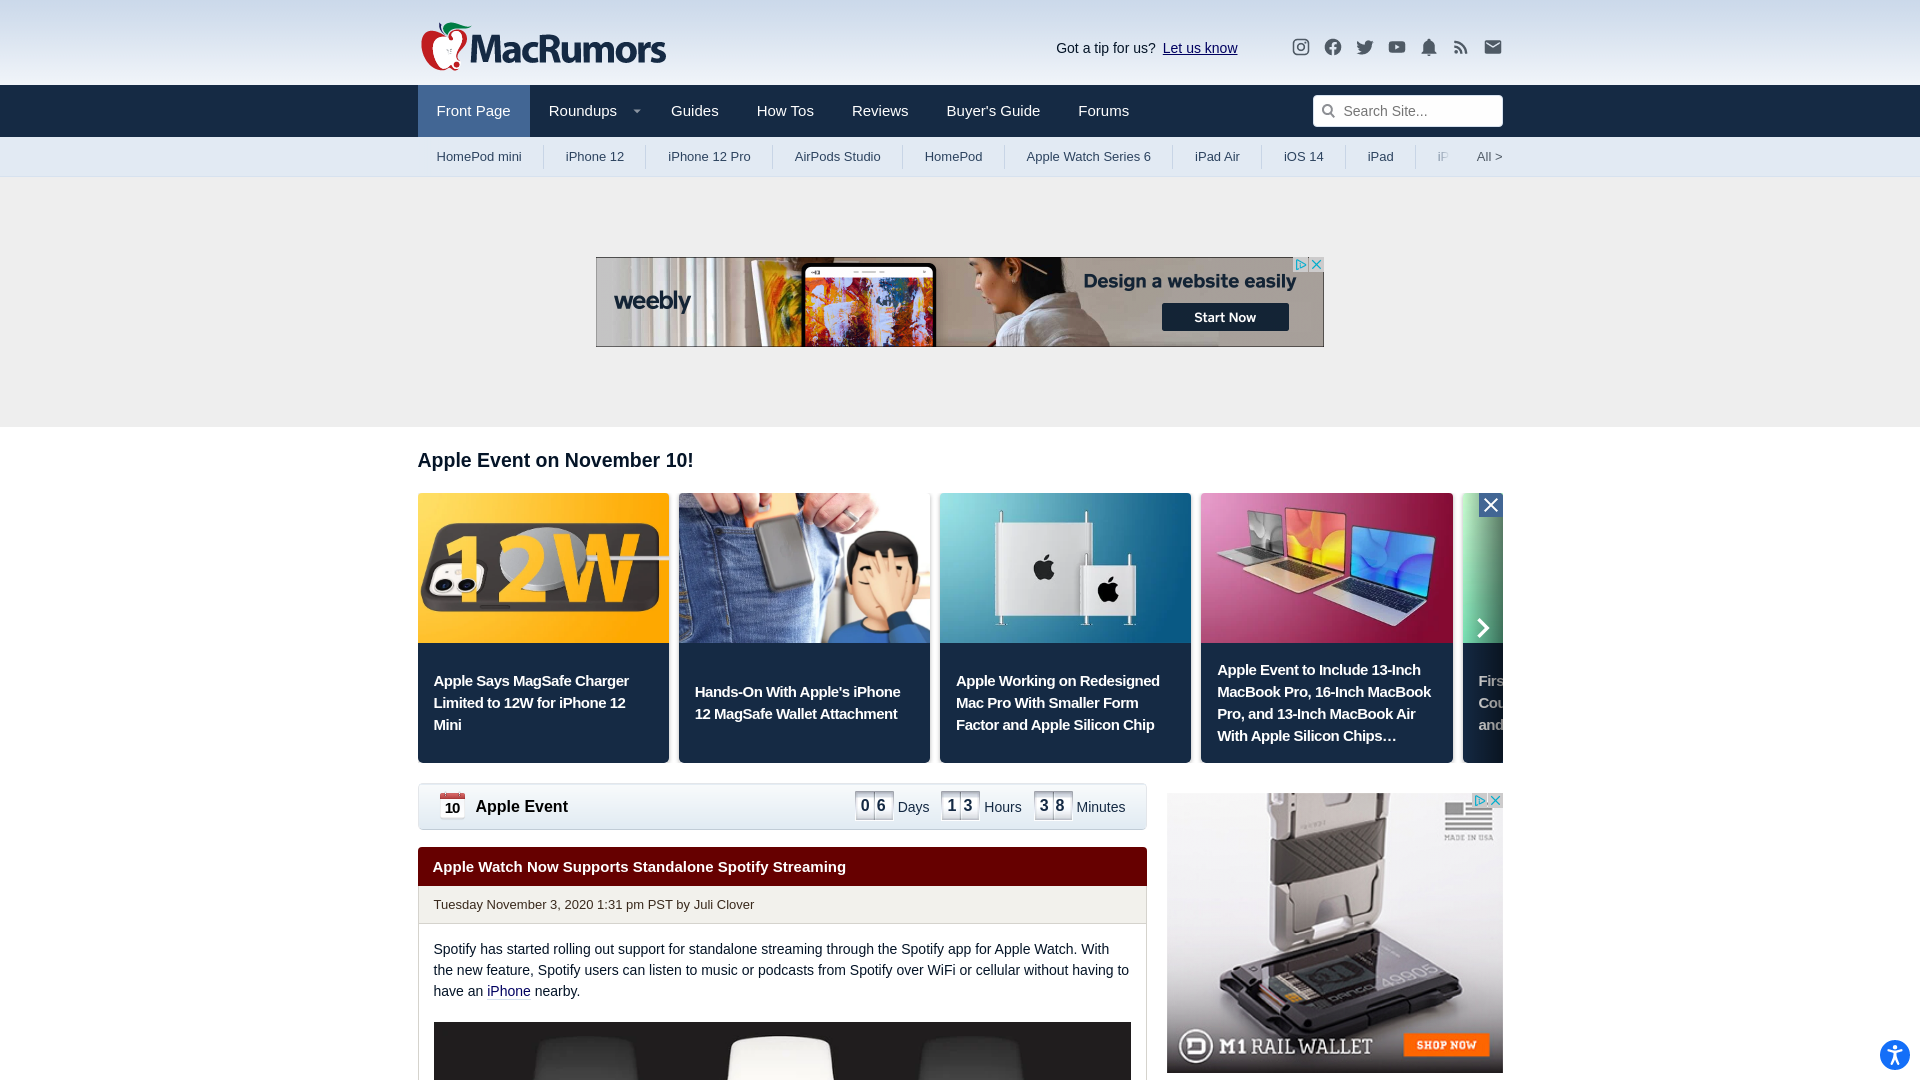 MacRumors
Got a tip for us? Let us know
Front Page
Roundups
Guides
How Tos
Reviews
Buyer's Guide
Forums
Search Site...
HomePod mini
iPhone 12
iPhone 12 Pro
AirPods Studio
HomePod
Apple Watch Series 6
iPad Air
iOS 14
iPad
iP
All >
weebly
Design a website easily
Start Now
Apple Event on November 10!
12W
Apple Says MagSafe Charger
Limited to 12W for iPhone 12
Mini
Hands-On With Apple's iPhone
12 MagSafe Wallet Attachment
Apple Working on Redesigned
Mac Pro With Smaller Form
Factor and Apple Silicon Chip
Apple Event to Include 13-Inch
MacBook Pro, 16-Inch MacBook
Pro, and 13-Inch MacBook Air
With Apple Silicon Chips…
Firs
Cou
and
10
Apple Event
06 Days 13 Hours 38 Minutes
Apple Watch Now Supports Standalone Spotify Streaming
Tuesday November 3, 2020 1:31 pm PST by Juli Clover
Spotify has started rolling out support for standalone streaming through the Spotify app for Apple Watch. With
the new feature, Spotify users can listen to music or podcasts from Spotify over WiFi or cellular without having to
have an iPhone nearby.
MADE IN USA
DANGO 49905
M1 RAIL WALLET
SHOP NOW